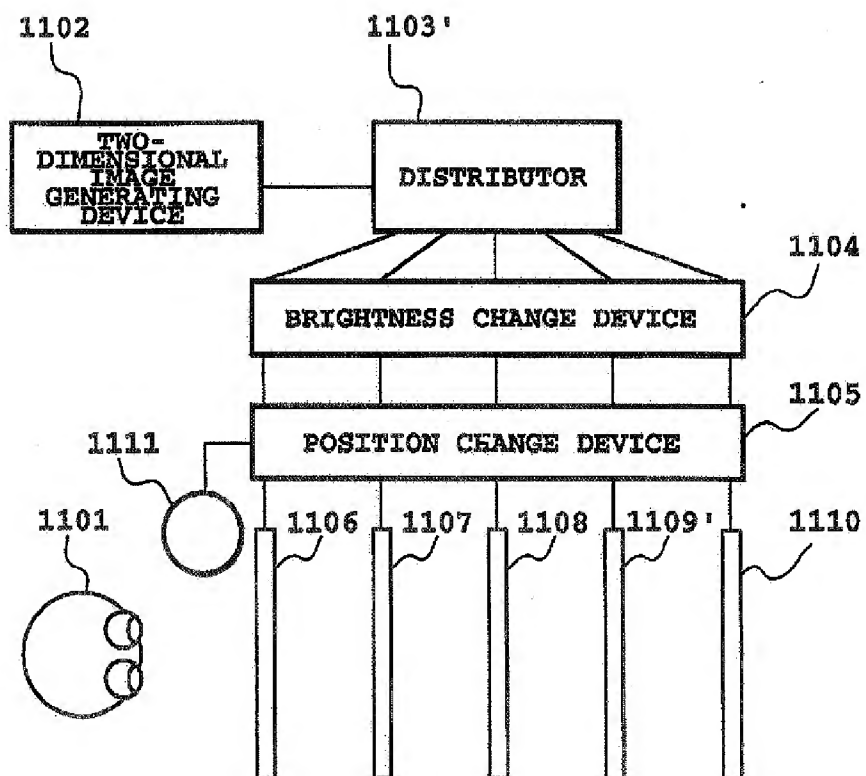 1102
1103'
TWO-
DIMENSIONAL
IMAGE
GENERATING
DEVICE
DISTRIBUTOR
1104
BRIGHTNESS CHANGE DEVICE
1105
POSITION CHANGE DEVICE
1111
1101
1106
1107
1108
1109'
1110